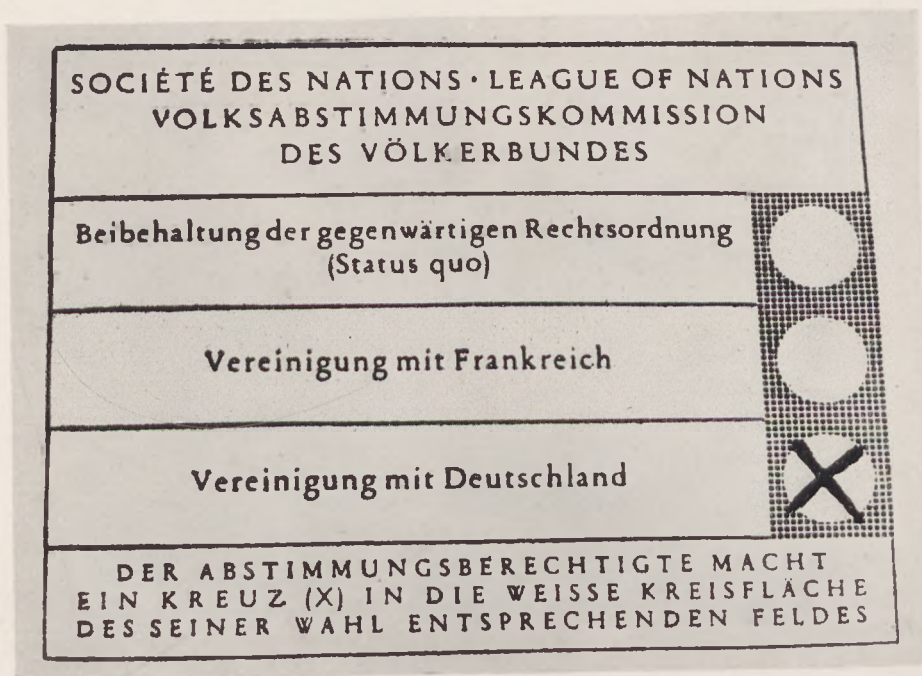 SOCIÉTÉ DES NATIONS · LEAGUE OF NATIONS
VOLKSABSTIMMUNGSKOMMISSION
DES VÖLKERBUNDES
Beibehaltung der gegenwärtigen Rechtsordnung
(Status quo)
Vereinigung mit Frankreich
Vereinigung mit Deutschland
DER ABSTIMMUNGSBERECHTIGTE MACHT
EIN KREUZ (X) IN DIE WEISSE KREISFLÄCHE
DES SEINER WAHL ENTSPRECHENDEN FELDES